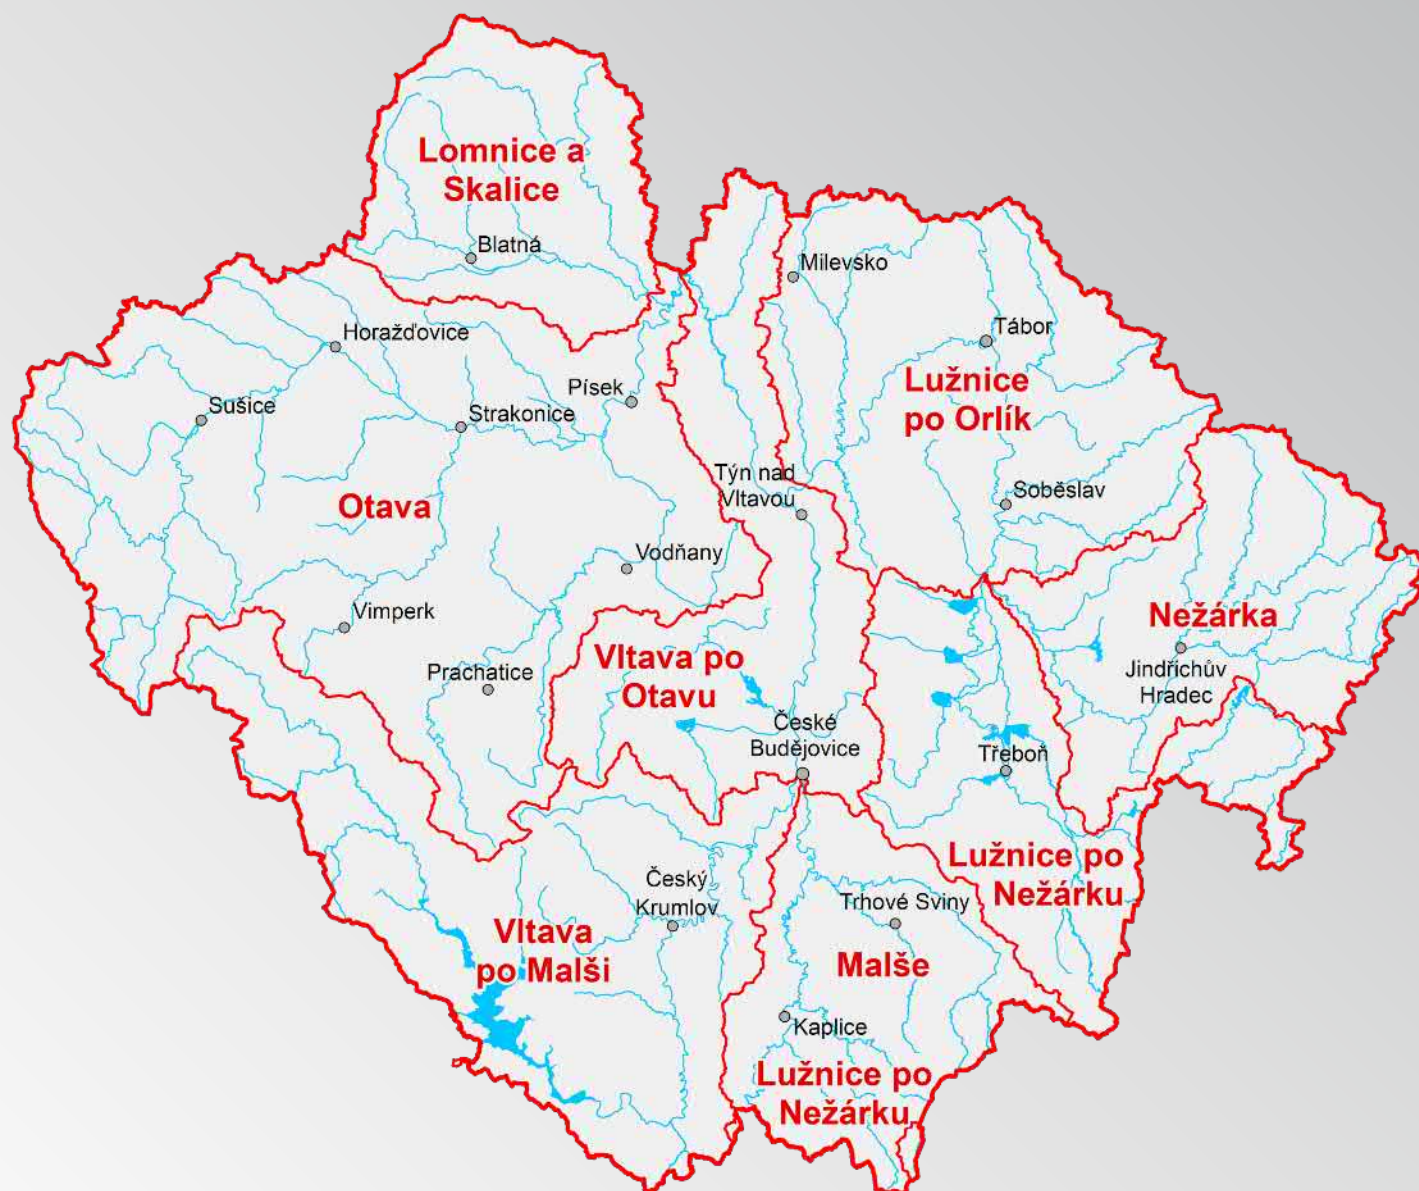 Lomnice a
Skalice
Blatná
Milevsko
Horažďovice
Tábor
Lužnice
po Orlík
Písek
Sušice
Strakonice
Týn nad
Vltavou
Soběslav
Otava
Vodňany
Vimperk
Nežárka
Vltava po
Otavu
Prachatice
Jindřichův
Hradec
České
Budějovice
Třeboň
Lužnice po
Nežárku
Český
Krumlov
Trhové Sviny
Vltava
po Malši
Malše
Kaplice
Lužnice po
Nežárku